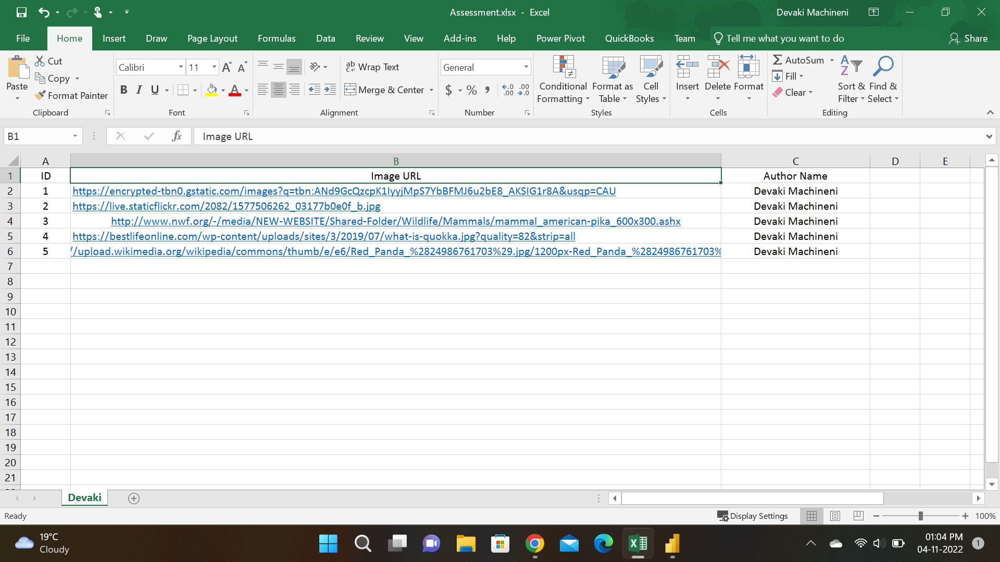 Assessment.xlsx - Excel
Devaki Machineni
File Home Insert Draw Page Layout Formulas Data Review View Add-ins Help Power Pivot QuickBooks Team Tell me what you want to do Share
Paste
Cut
Copy
Format Painter
Clipboard
Calibri 11
B I U
Font
Wrap Text
Merge & Center
Alignment
General
$ % , .00 .00
Number
Conditional Formatting
Format as Table
Cell Styles
Styles
Insert Delete Format
Cells
AutoSum
Fill
Clear
Sort & Filter
Find & Select
Editing
B1 fx Image URL
A B C D E
1 ID Image URL Author Name
2 1 https://encrypted-tbn0.gstatic.com/images?q=tbn:ANd9GcQzcpK1IyyjMpS7YbBFMJ6u2bE8_AKSIG1r8A&usqp=CAU Devaki Machineni
3 2 https://live.staticflickr.com/2082/1577506262_03177b0e0f_b.jpg Devaki Machineni
4 3 http://www.nwf.org/-/media/NEW-WEBSITE/Shared-Folder/Wildlife/Mammals/mammal_american-pika_600x300.ashx Devaki Machineni
5 4 https://bestlifeonline.com/wp-content/uploads/sites/3/2019/07/what-is-quokka.jpg?quality=82&strip=all Devaki Machineni
6 5 //upload.wikimedia.org/wikipedia/commons/thumb/e/e6/Red_Panda_%2824986761703%29.jpg/1200px-Red_Panda_%2824986761703% Devaki Machineni
7
8
9
10
11
12
13
14
15
16
17
18
19
20
21
Devaki
Ready
Display Settings
100%
19°C
Cloudy
01:04 PM
04-11-2022
1